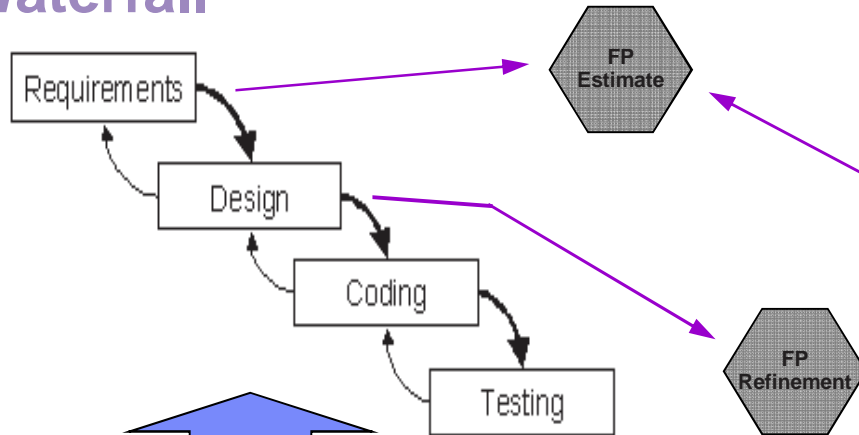 Waterfall
Requirements
FP
Estimate
Design
Coding
FP
Refinement
Testing